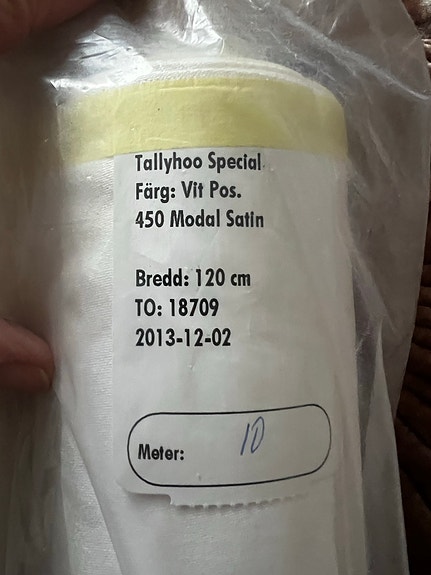 Tallyhoo Special
Färg: Vit Pos.
450 Modal Satin
Bredd: 120 cm
TO: 18709
2013-12-02
Meter: 10